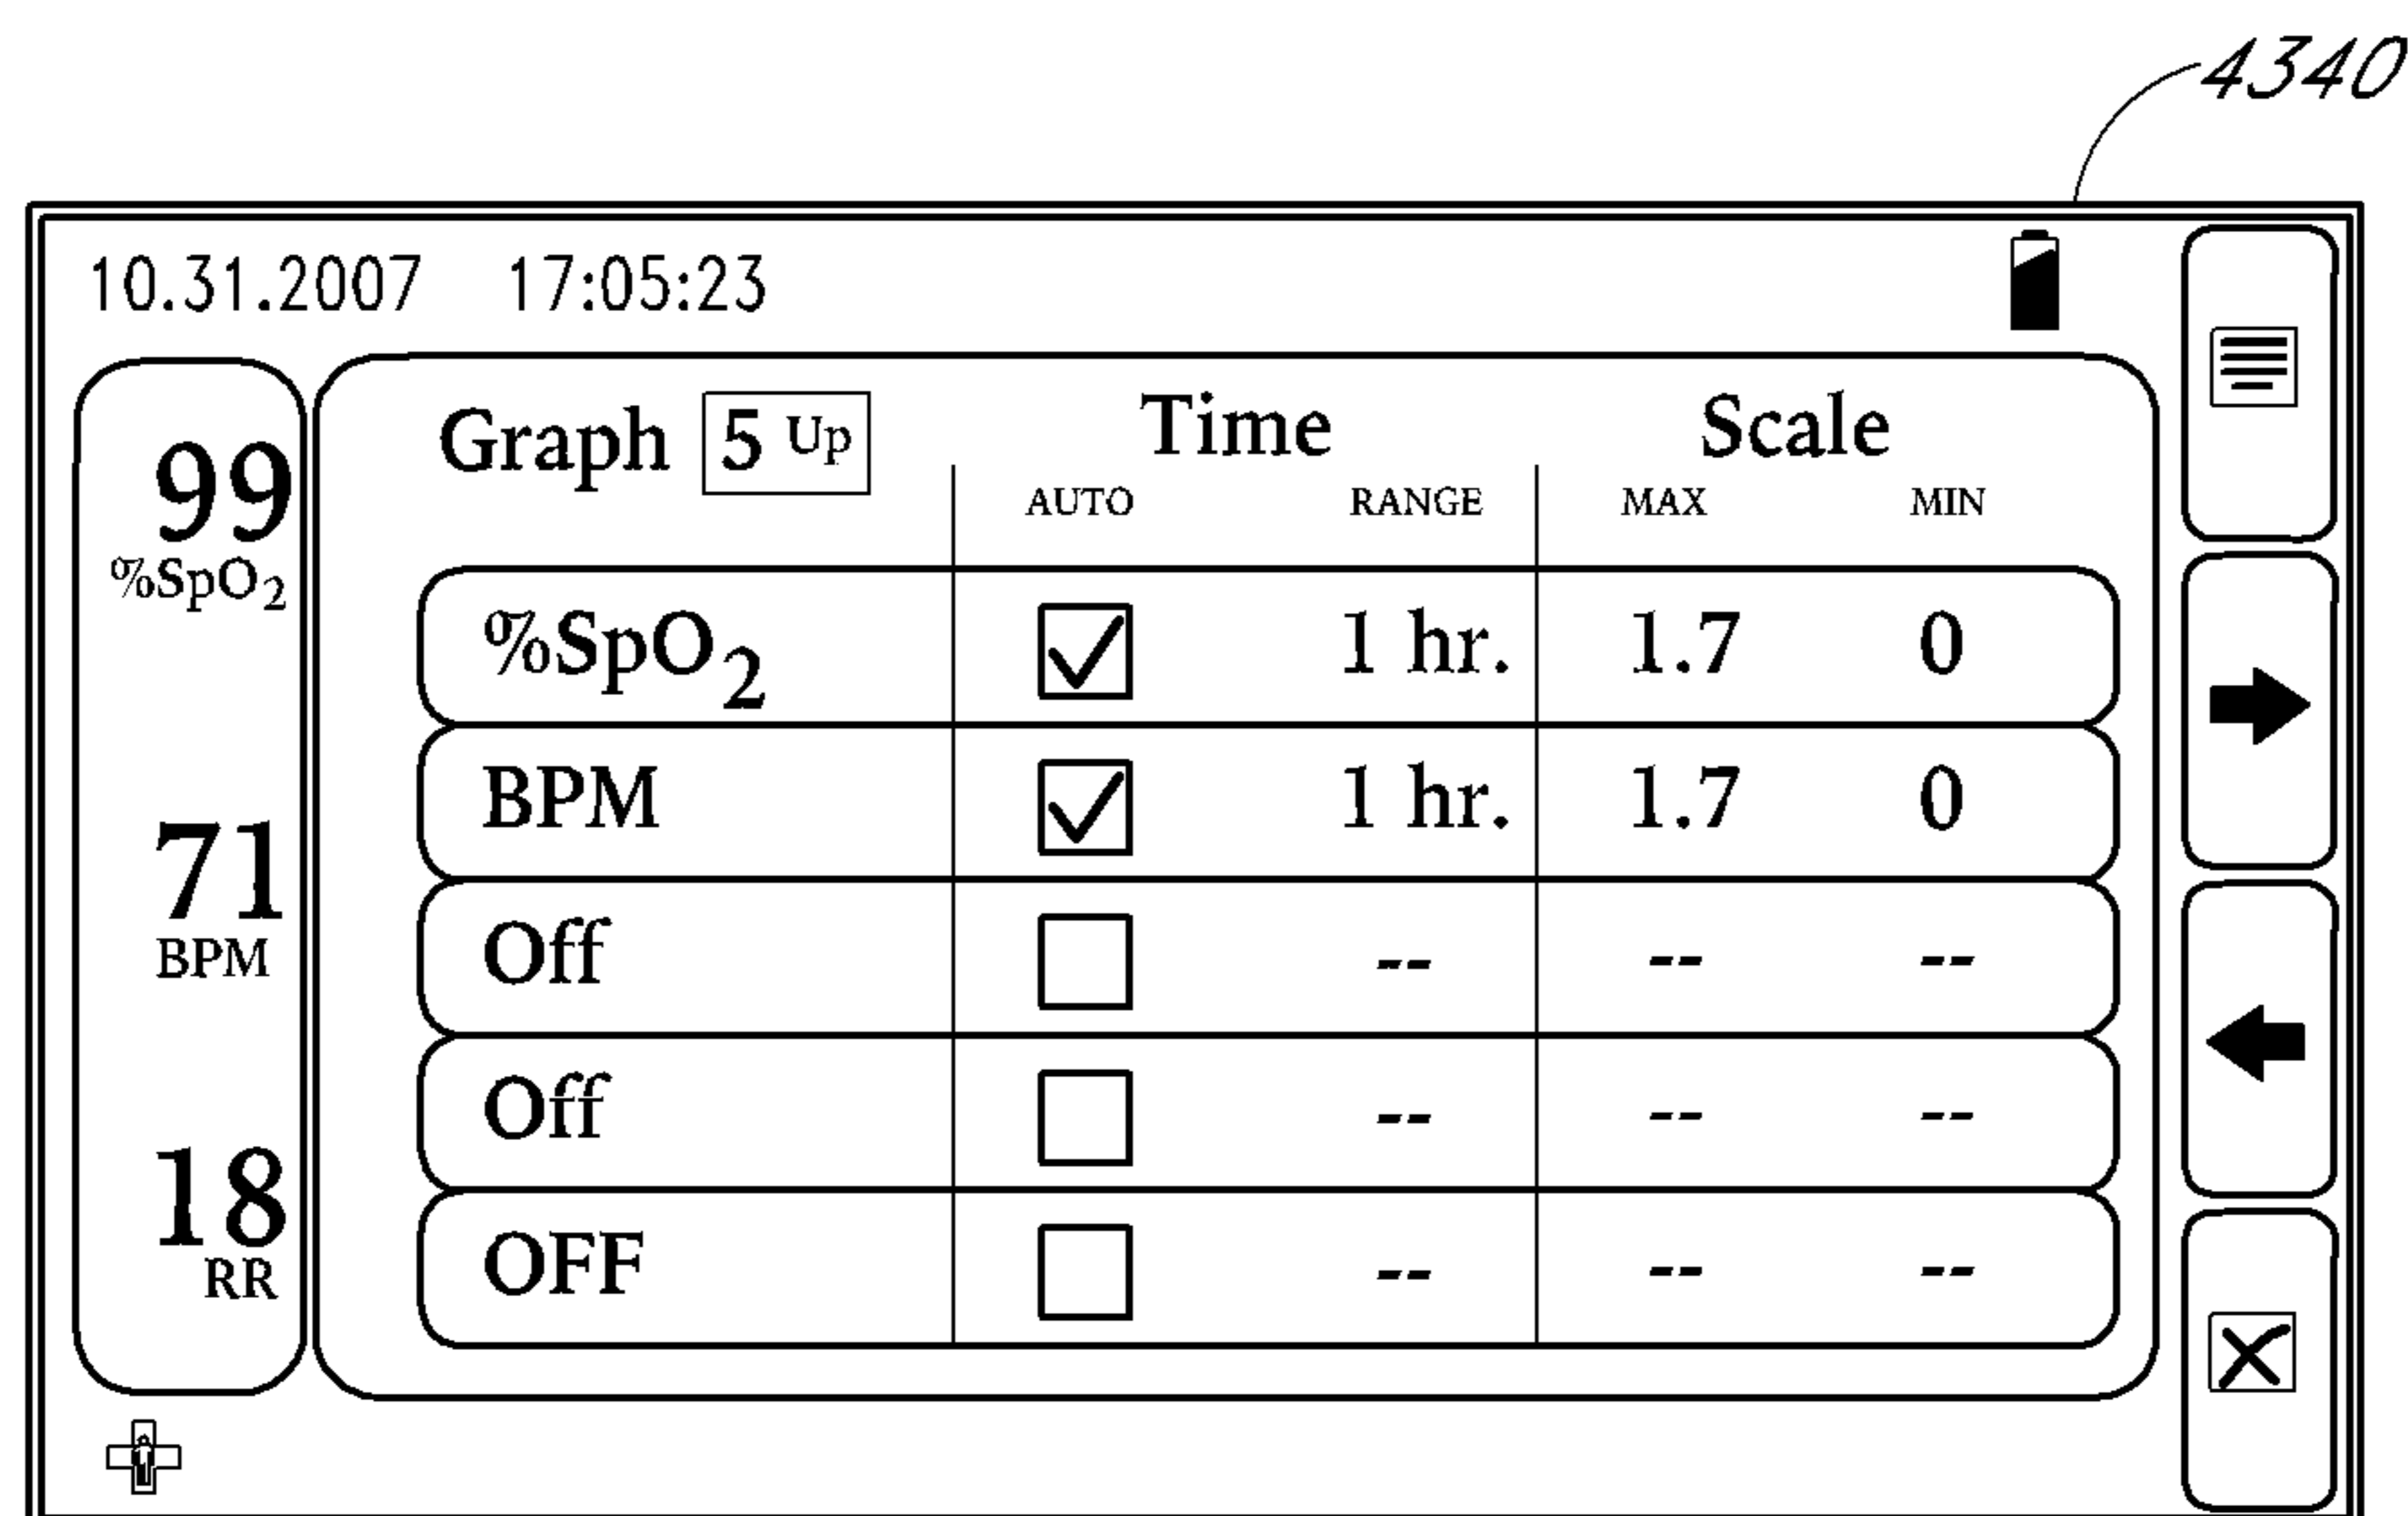 4340
10.31.2007 17:05:23
99
%SpO₂
71
BPM
18
RR
Graph 5 Up Time Scale
AUTO RANGE MAX MIN
%SpO₂ 1 hr. 1.7 0
BPM 1 hr. 1.7 0
Off -- -- --
Off -- -- --
OFF -- -- --